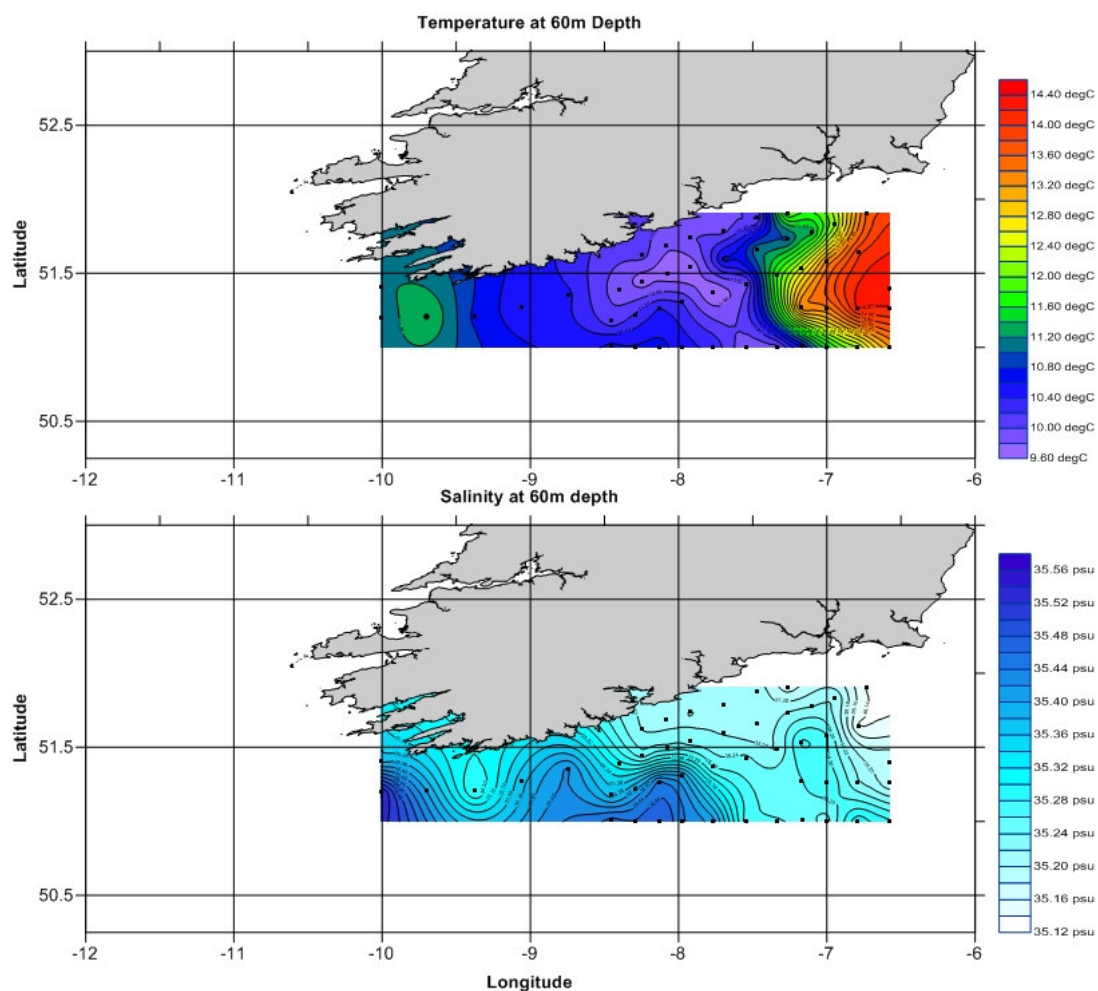 Temperature at 60m Depth
52.5
51.5
50.5
Latitude
-12
-11
-10
-9
-8
-7
-6
14.40 degC
14.00 degC
13.60 degC
13.20 degC
12.80 degC
12.40 degC
12.00 degC
11.60 degC
11.20 degC
10.80 degC
10.40 degC
10.00 degC
9.60 degC
Salinity at 60m depth
52.5
51.5
50.5
Latitude
-12
-11
-10
-9
-8
-7
-6
Longitude
35.56 psu
35.52 psu
35.48 psu
35.44 psu
35.40 psu
35.36 psu
35.32 psu
35.28 psu
35.24 psu
35.20 psu
35.16 psu
35.12 psu